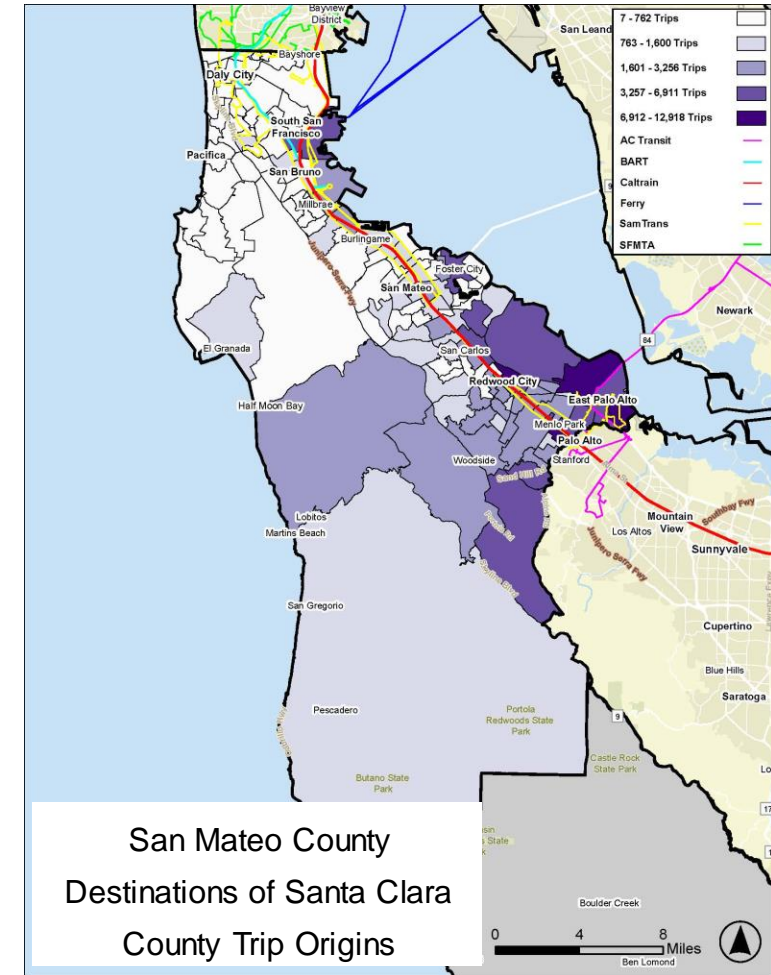 Bayview
District
San Leand
Bayshore
Daly City
South San
Francisco
Pacifica
San Bruno
Millbrae
Burlingame
Junipero Serra Fwy
Foster City
San Mateo
El Granada
San Carlos
Half Moon Bay
Redwood City
East Palo Alto
Menlo Park
Palo Alto
Stanford
Woodside
Sand Hill Rd
Lobitos
Martins Beach
San Gregorio
Pescadero
Portola
Redwoods State
Park
Butano State
Park
Castle Rock
State Park
Boulder Creek
Ben Lomond
Newark
84
Mountain
View
Southbay Fwy
Los Altos
Sunnyvale
Junipero Serra Fwy
Cupertino
Blue Hills
Saratoga
9
17
7 - 762 Trips
763 - 1,600 Trips
1,601 - 3,256 Trips
3,257 - 6,911 Trips
6,912 - 12,918 Trips
AC Transit
BART
Caltrain
Ferry
SamTrans
SFMTA
San Mateo County
Destinations of Santa Clara
County Trip Origins
0 4 8
Miles